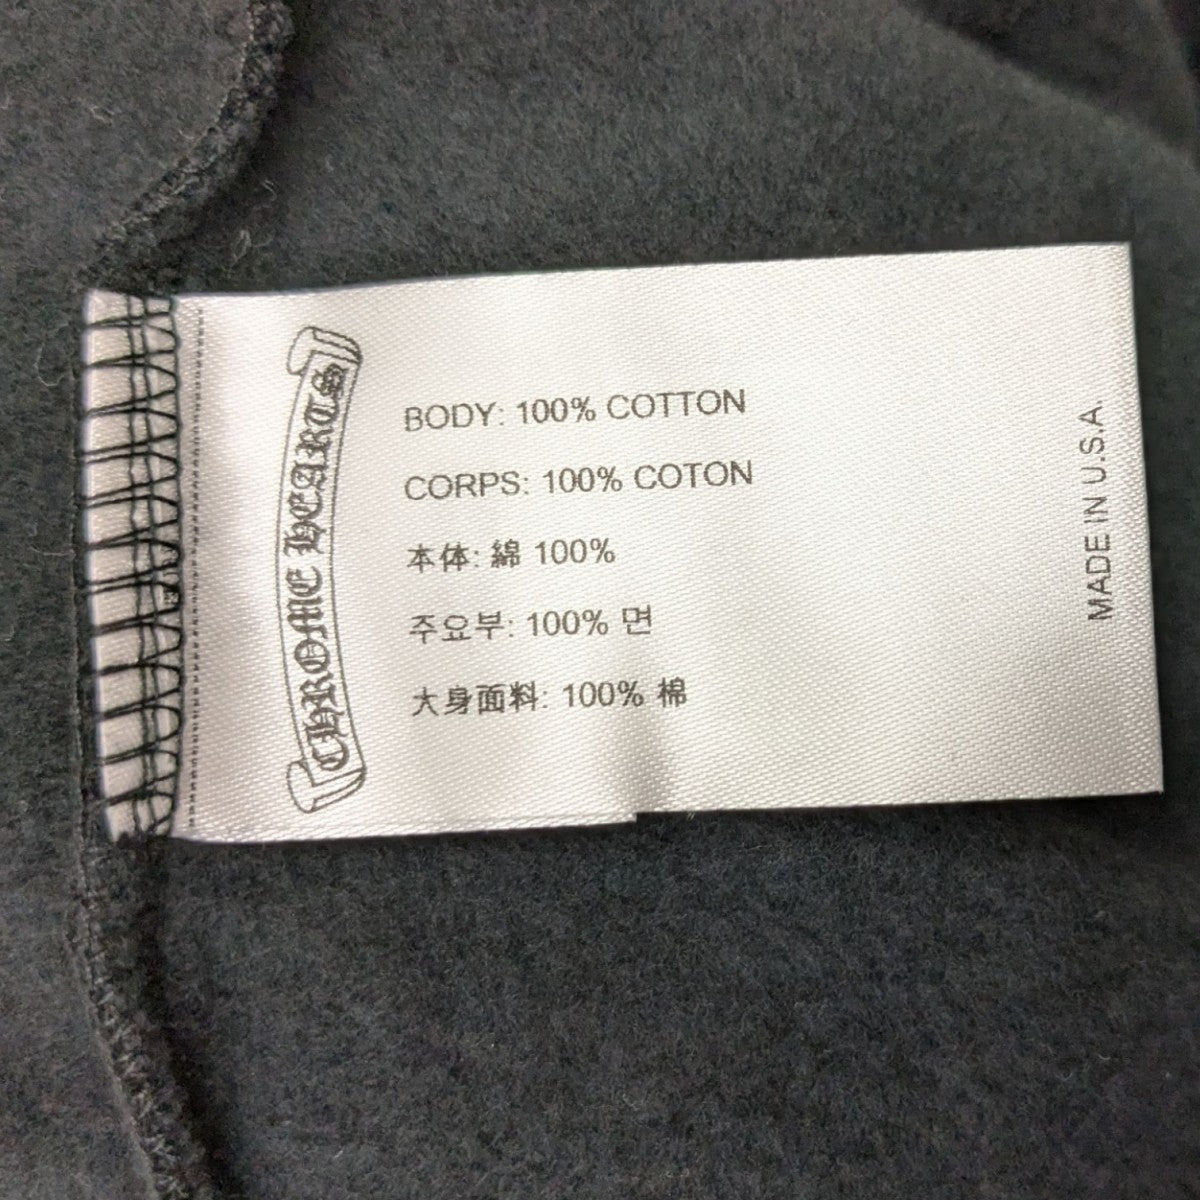 CHROME HEARTS
BODY: 100% COTTON
CORPS: 100% COTON
本体: 綿 100%
주요부: 100% 면
大身面料: 100% 棉
MADE IN U.S.A.